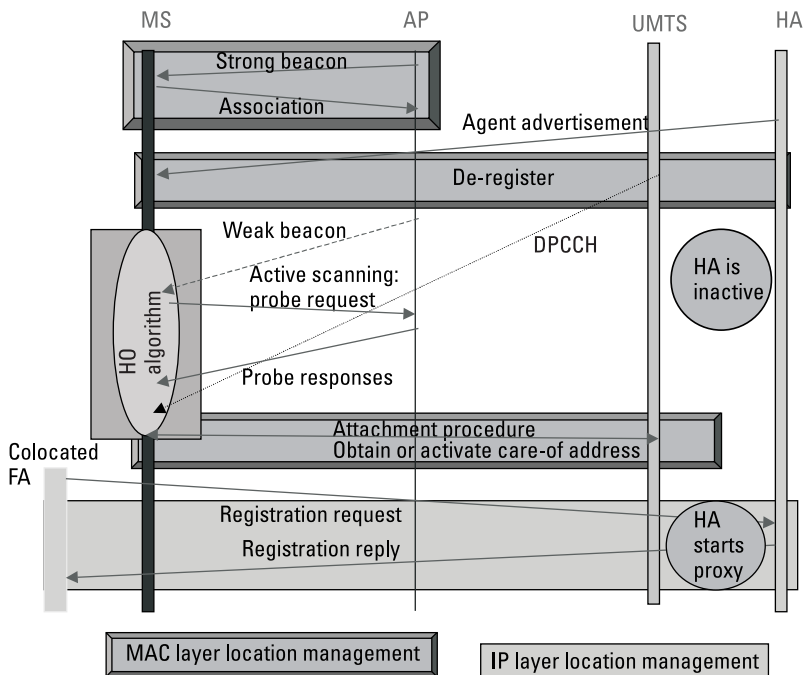 MS
AP
UMTS
HA
Strong beacon
Association
Agent advertisement
De-register
Weak beacon
DPCCH
Active scanning:
probe request
HA is
inactive
HO
algorithm
Probe responses
Attachment procedure
Obtain or activate care-of address
Colocated
FA
Registration request
Registration reply
HA
starts
proxy
MAC layer location management
IP layer location management